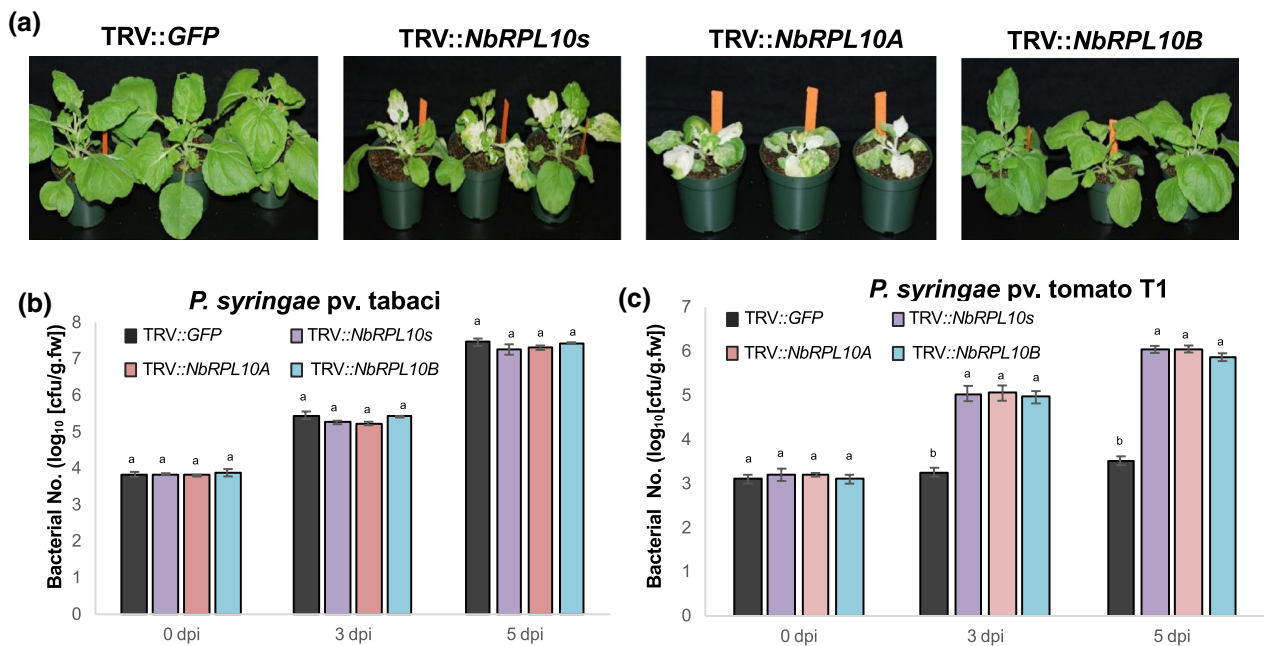 (a)
TRV::GFP
TRV::NbRPL10s
TRV::NbRPL10A
TRV::NbRPL10B
(b)
P. syringae pv. tabaci
Bacterial No. (log₁₀ [cfu/g.fw])
8
7
6
5
4
3
2
1
0
TRV::GFP
TRV::NbRPL10s
TRV::NbRPL10A
TRV::NbRPL10B
a a a a
a a a a
a a a a
0 dpi
3 dpi
5 dpi
(c)
P. syringae pv. tomato T1
Bacterial No. (log₁₀[cfu/g.fw])
7
6
5
4
3
2
1
0
TRV::GFP
TRV::NbRPL10s
TRV::NbRPL10A
TRV::NbRPL10B
a a a a
b a a a
b a a a
0 dpi
3 dpi
5 dpi